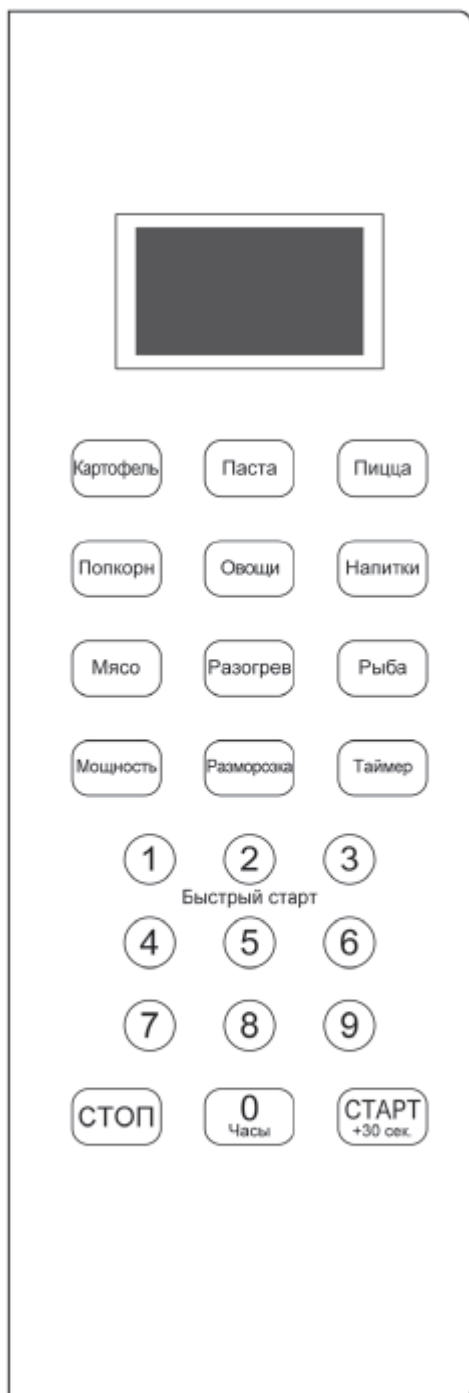 Картофель Паста Пицца
Попкорн Овощи Напитки
Мясо Разогрев Рыба
Мощность Разморозка Таймер
1 2 3
Быстрый старт
4 5 6
7 8 9
СТОП 0 СТАРТ
Часы +30 сек.